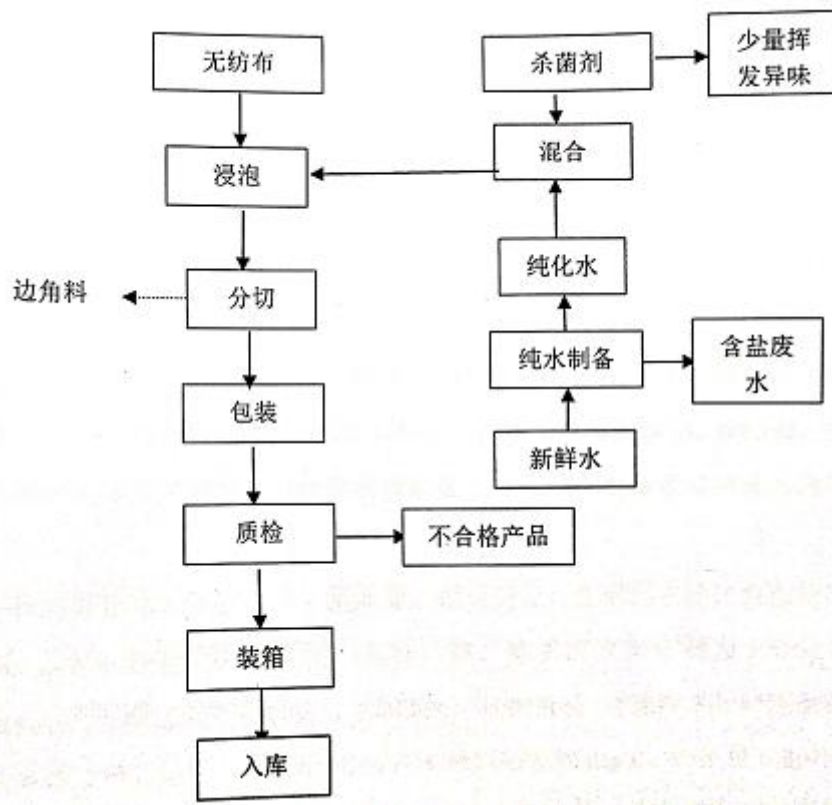 无纺布
杀菌剂
少量挥
发异味
浸泡
混合
边角料
分切
纯化水
纯水制备
含盐废
水
包装
新鲜水
质检
不合格产品
装箱
入库